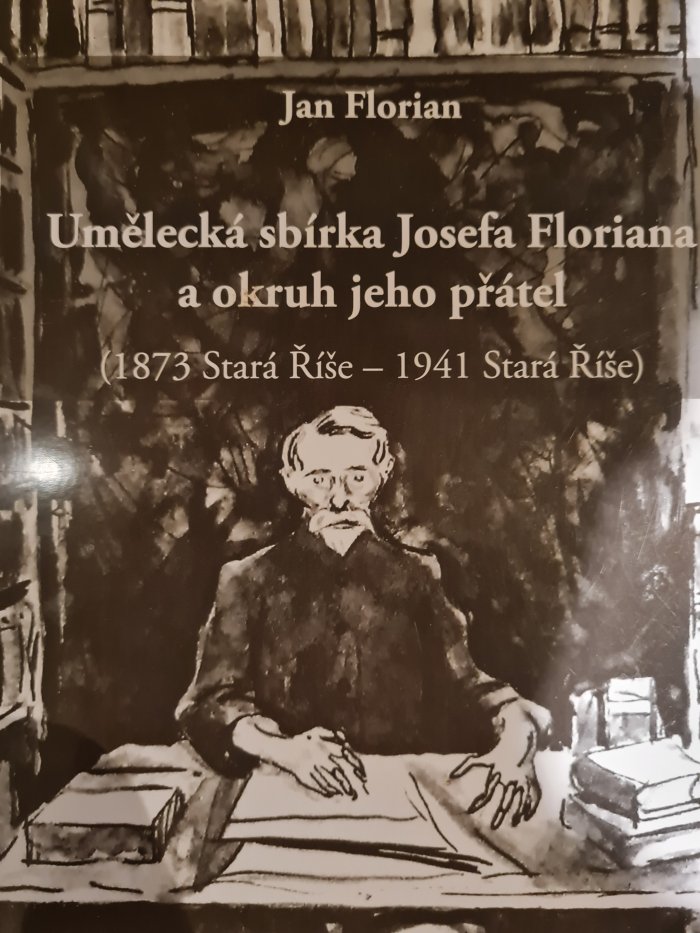 Jan Florian
Umělecká sbírka Josefa Floriana
a okruh jeho přátel
(1873 Stará Říše – 1941 Stará Říše)